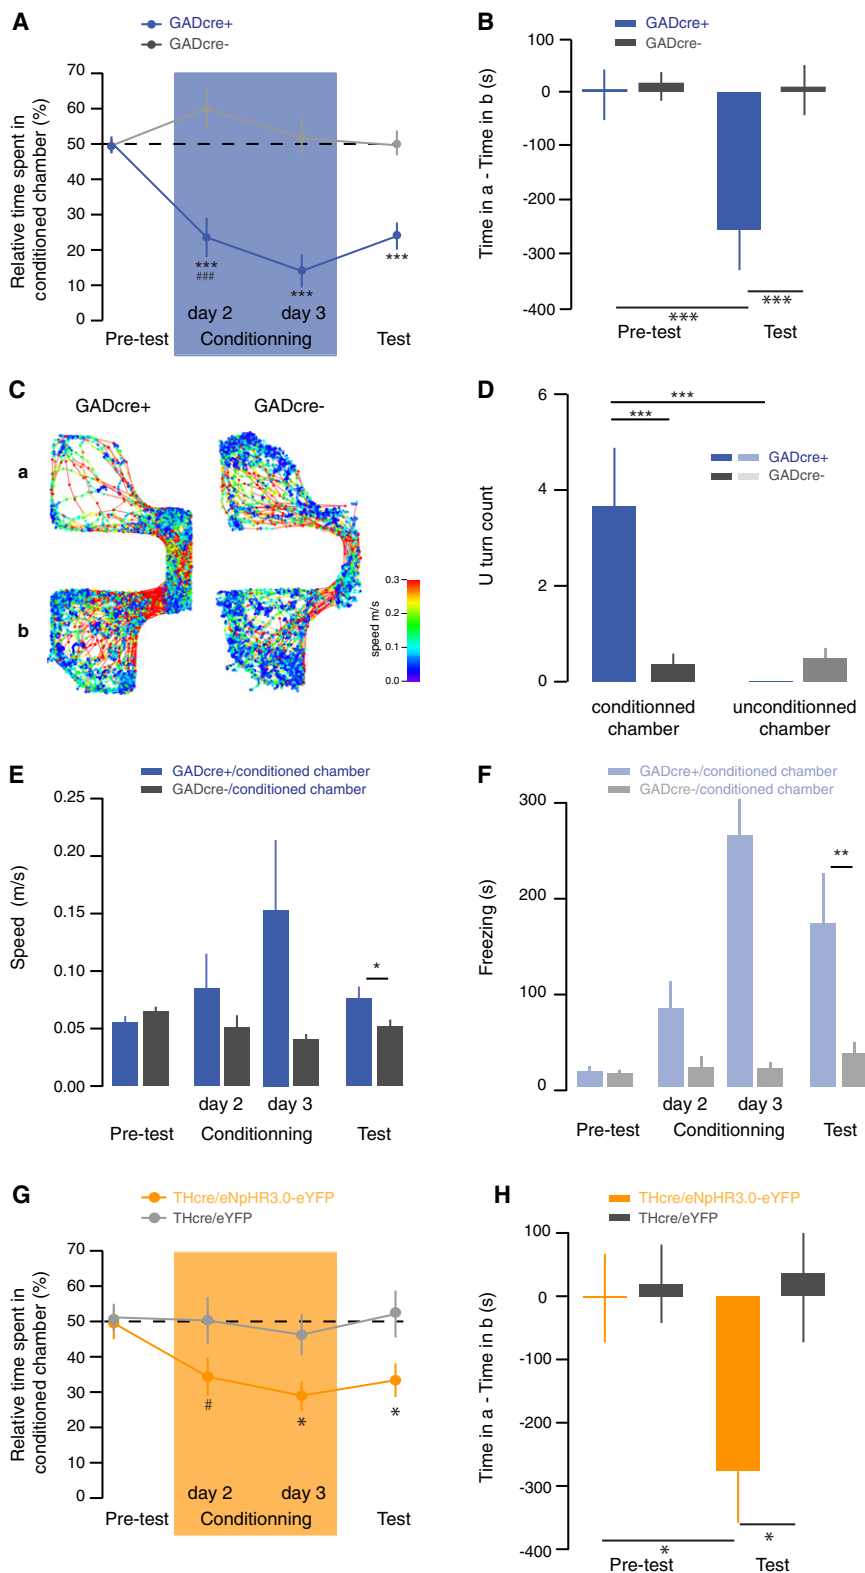 A
GADcre+
GADcre-
Relative time spent in
conditioned chamber (%)
70
60
50
40
30
20
10
0
***
###
***
***
day 2
day 3
Pre-test
Conditionning
Test
B
GADcre+
GADcre-
Time in a - Time in b (s)
100
0
-100
-200
-300
-400
***
***
Pre-test
Test
C
GADcre+
GADcre-
a
b
speed m/s
0.3
0.2
0.1
0.0
D
U turn count
6
4
2
0
***
***
GADcre+
GADcre-
conditionned
chamber
unconditionned
chamber
E
GADcre+/conditioned chamber
GADcre-/conditioned chamber
Speed (m/s)
0.25
0.20
0.15
0.10
0.05
0.00
*
day 2
day 3
Pre-test
Conditionning
Test
F
GADcre+/conditioned chamber
GADcre-/conditioned chamber
Freezing (s)
300
200
100
0
**
day 2
day 3
Pre-test
Conditionning
Test
G
THcre/eNpHR3.0-eYFP
THcre/eYFP
Relative time spent in
conditioned chamber (%)
70
60
50
40
30
20
10
0
#
*
*
day 2
day 3
Pre-test
Conditionning
Test
H
THcre/eNpHR3.0-eYFP
THcre/eYFP
Time in a - Time in b (s)
100
0
-100
-200
-300
-400
*
*
Pre-test
Test